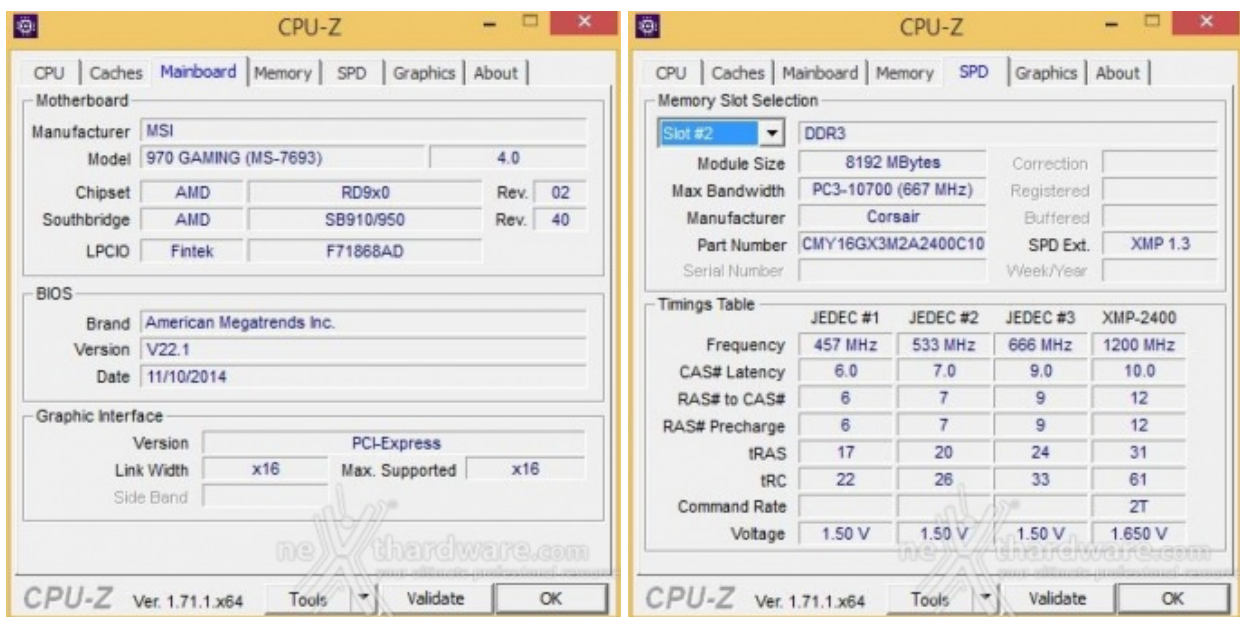 CPU-Z
CPU Caches Mainboard Memory SPD Graphics About
Motherboard
Manufacturer MSI
Model 970 GAMING (MS-7693) 4.0
Chipset AMD RD9x0 Rev. 02
Southbridge AMD SB910/950 Rev. 40
LPCIO Fintek F71868AD
BIOS
Brand American Megatrends Inc.
Version V22.1
Date 11/10/2014
Graphic Interface
Version PCI-Express
Link Width x16 Max. Supported x16
Side Band
CPU-Z Ver. 1.71.1.x64 Tools Validate OK
CPU-Z
CPU Caches Mainboard Memory SPD Graphics About
Memory Slot Selection
Slot #2 DDR3
Module Size 8192 MBytes Correction
Max Bandwidth PC3-10700 (667 MHz) Registered
Manufacturer Corsair Buffered
Part Number CMY16GX3M2A2400C10 SPD Ext. XMP 1.3
Serial Number Week/Year
Timings Table
JEDEC #1 JEDEC #2 JEDEC #3 XMP-2400
Frequency 457 MHz 533 MHz 666 MHz 1200 MHz
CAS# Latency 6.0 7.0 9.0 10.0
RAS# to CAS# 6 7 9 12
RAS# Precharge 6 7 9 12
tRAS 17 20 24 31
tRC 22 26 33 61
Command Rate 2T
Voltage 1.50 V 1.50 V 1.50 V 1.650 V
CPU-Z Ver. 1.71.1.x64 Tools Validate OK